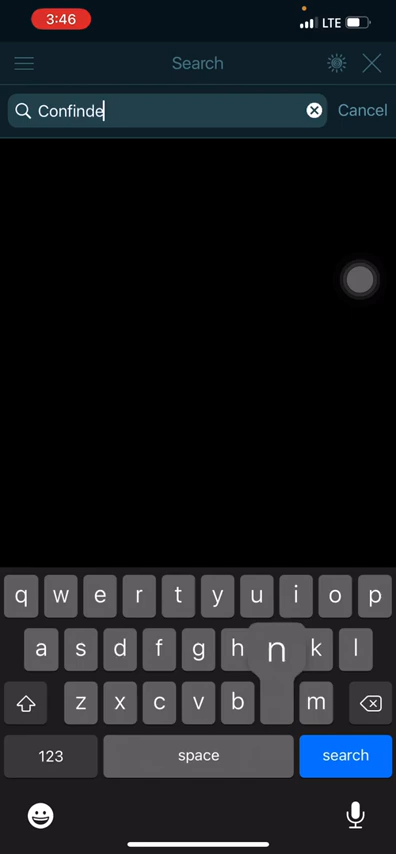 3:46
LTE
Search
Confinde
Cancel
q w e r t y u i o p
a s d f g h n k l
z x c v b m
123 space search